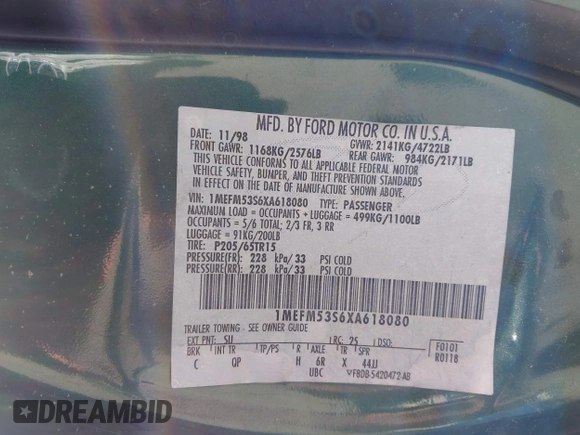 MFD. BY FORD MOTOR CO. IN U.S.A.
DATE: 11/98 GVWR: 2141KG/4722LB
FRONT GAWR: 1168KG/2576LB REAR GAWR: 984KG/2171LB
THIS VEHICLE CONFORMS TO ALL APPLICABLE FEDERAL MOTOR
VEHICLE SAFETY, BUMPER, AND THEFT PREVENTION STANDARDS
IN EFFECT ON THE DATE OF MANUFACTURE SHOWN ABOVE.
VIN: 1MEFM53S6XA618080 TYPE: PASSENGER
MAXIMUM LOAD = OCCUPANTS + LUGGAGE = 499KG/1100LB
OCCUPANTS = 5/6 TOTAL; 2/3 FR, 3 RR
LUGGAGE = 91KG/200LB
TIRE: P205/65TR15
PRESSURE(FR): 228 kPa/ 33 PSI COLD
PRESSURE(RR): 228 kPa/ 33 PSI COLD
1MEFM53S6XA618080
TRAILER TOWING - SEE OWNER GUIDE
EXT PNT: SU RC: 25 DSO: F0101
BRK INT TR TP/PS R AXLE TR SPR R0118
C QP H 6R X 44JJ
UBC F8DB-5420472-AB
DREAMBID